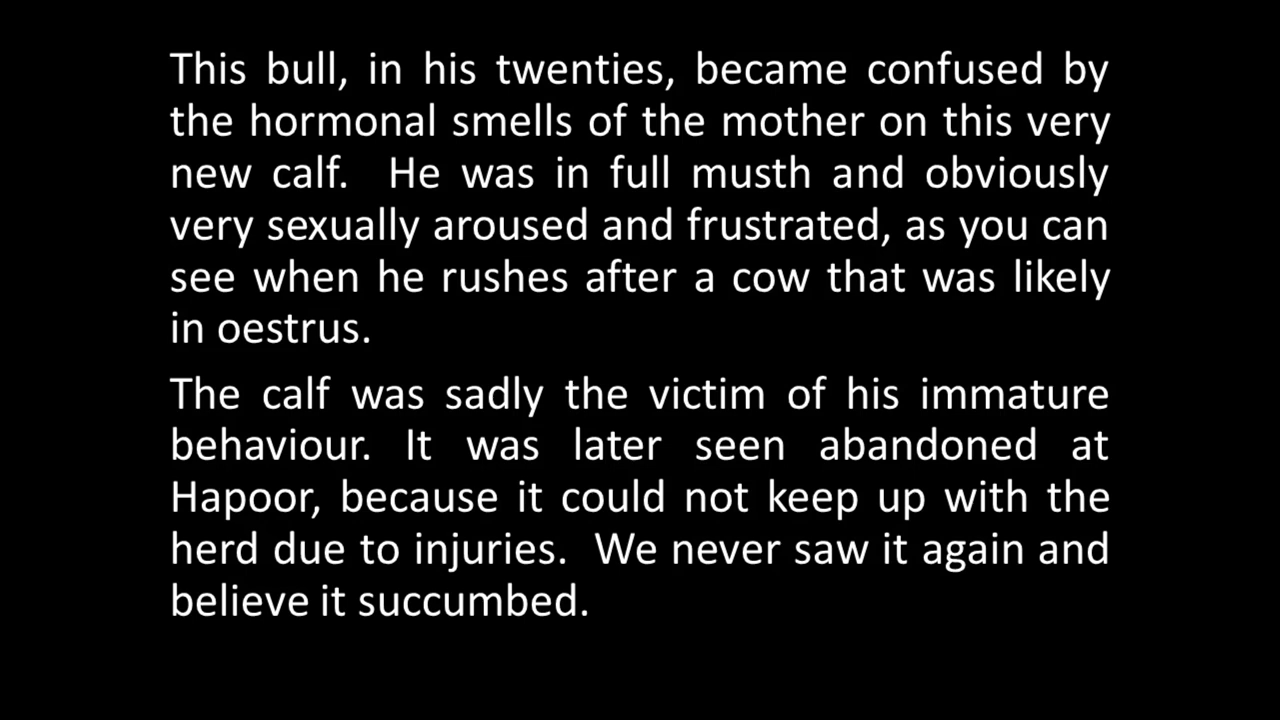 This bull, in his twenties, became confused by
the hormonal smells of the mother on this very
new calf.  He was in full musth and obviously
very sexually aroused and frustrated, as you can
see when he rushes after a cow that was likely
in oestrus.
The calf was sadly the victim of his immature
behaviour. It was later seen abandoned at
Hapoor, because it could not keep up with the
herd due to injuries.  We never saw it again and
believe it succumbed.